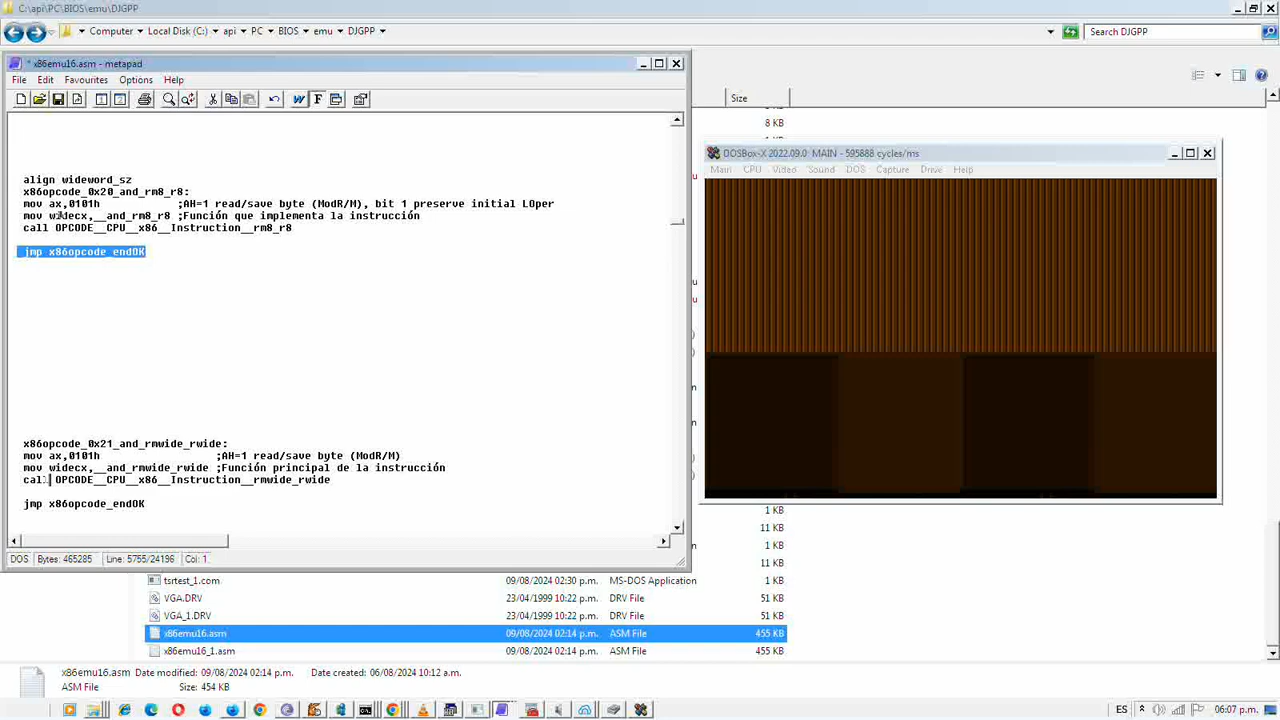 C:\api\PC\BIOS\emu\DJGPP
Computer Local Disk (C:) api PC BIOS emu DJGPP
Search DJGPP
* x86emu16.asm - metapad
File Edit Favourites Options Help
Size
8 KB
align wideord_sz
x86opcode_0x20_and_rm8_r8:
mov ax,0101h ;AH=1 read/save byte (ModR/M), bit 1 preserve initial LOper
mov widecx,__and_rm8_r8 ;Función que implementa la instrucción
call OPCODE__CPU__x86__Instruction__rm8_r8
jmp x86opcode_endOK
x86opcode_0x21_and_rmwide_rwide:
mov ax,0101h ;AH=1 read/save byte (ModR/M)
mov widecx,__and_rmwide_rwide ;Función principal de la instrucción
call OPCODE__CPU__x86__Instruction__rmwide_rwide
jmp x86opcode_endOK
DOS Bytes: 465285 Line: 5755/24196 Col: 1
DOSBox-X 2022.09.0: MAIN - 595888 cycles/ms
Main CPU Video Sound DOS Capture Drive Help
1 KB
11 KB
1 KB
11 KB
tsrtest_1.com 09/08/2024 02:30 p.m. MS-DOS Application 1 KB
VGA.DRV 23/04/1999 10:22 p.m. DRV File 51 KB
VGA_1.DRV 23/04/1999 10:22 p.m. DRV File 51 KB
x86emu16.asm 09/08/2024 02:14 p.m. ASM File 455 KB
x86emu16_1.asm 09/08/2024 02:14 p.m. ASM File 455 KB
x86emu16.asm Date modified: 09/08/2024 02:14 p.m. Date created: 06/08/2024 10:12 a.m.
ASM File Size: 454 KB
ES 06:07 p.m.